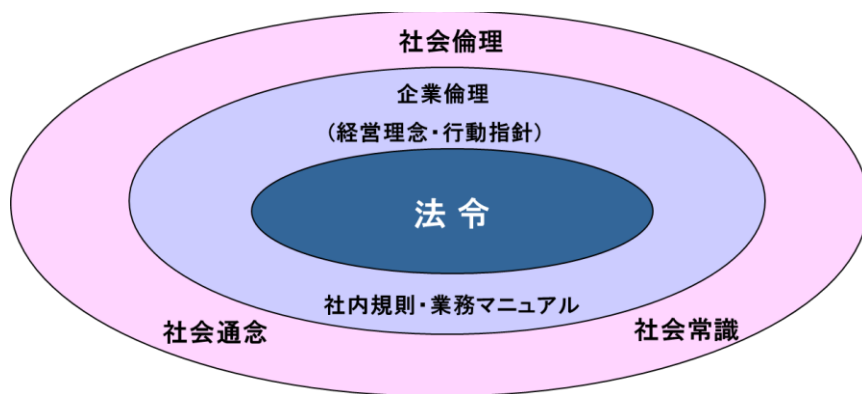 社会倫理
企業倫理
（経営理念・行動指針）
法 令
社内規則・業務マニュアル
社会通念
社会常識